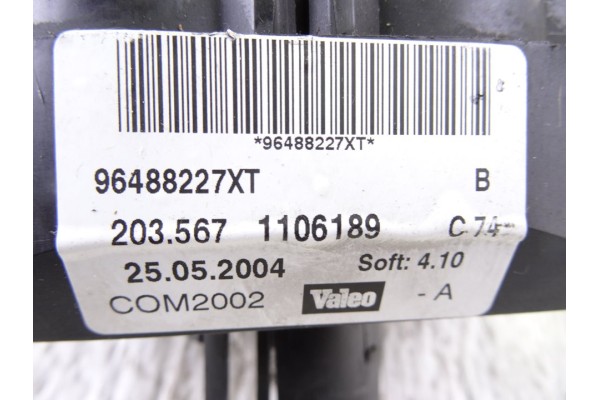 *96488227XT*
96488227XT B
203.567 1106189 C 74
25.05.2004 Soft: 4.10
COM2002 Valeo - A